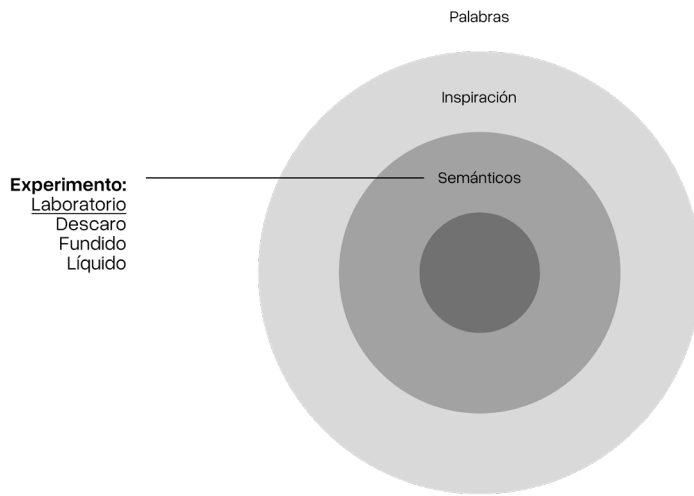 Palabras
Inspiración
Semánticos
Experimento:
Laboratorio
Descaro
Fundido
Líquido